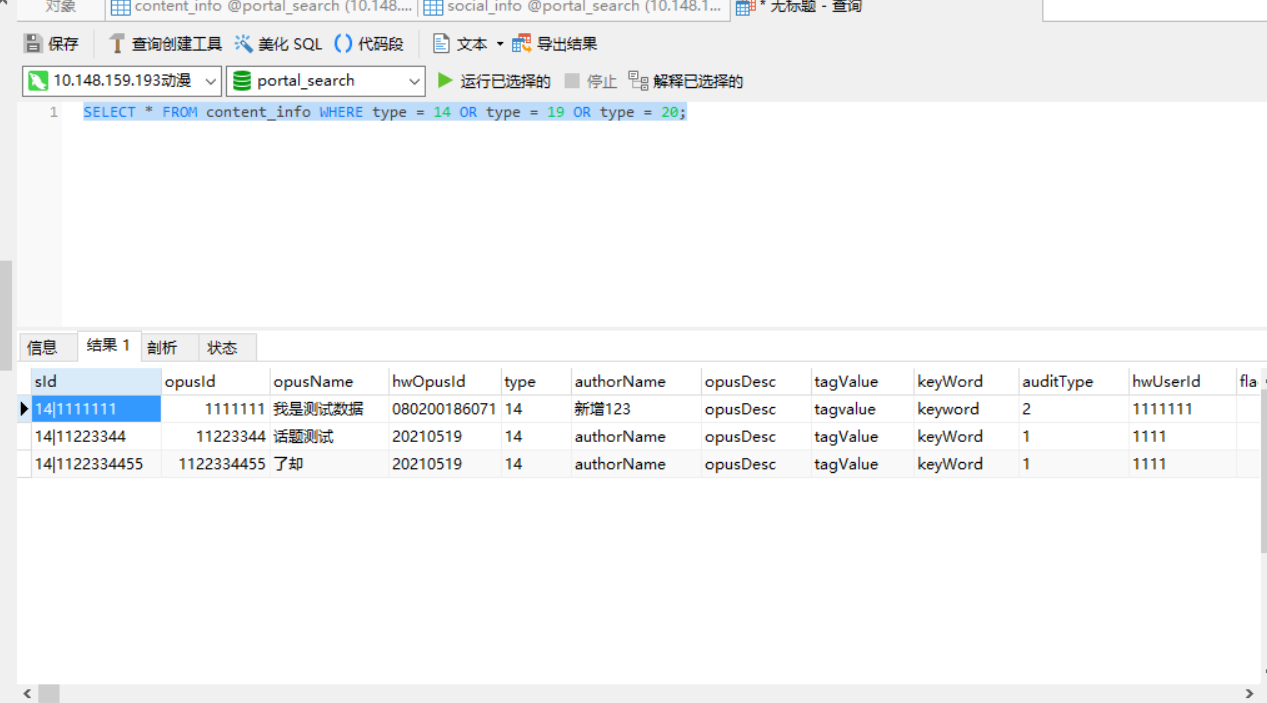 对象 content_info @portal_search (10.148.... social_info @portal_search (10.148.1... * 无标题 - 查询
保存 查询创建工具 美化 SQL () 代码段 文本 导出结果
10.148.159.193动漫 portal_search 运行已选择的 停止 解释已选择的
1 SELECT * FROM content_info WHERE type = 14 OR type = 19 OR type = 20;
信息 结果 1 剖析 状态
sId opusId opusName hwOpusId type authorName opusDesc tagValue keyWord auditType hwUserId fla
14|1111111 1111111 我是测试数据 080200186071 14 新增123 opusDesc tagvalue keyword 2 1111111
14|11223344 11223344 话题测试 20210519 14 authorName opusDesc tagValue keyWord 1 1111
14|1122334455 1122334455 了却 20210519 14 authorName opusDesc tagValue keyWord 1 1111